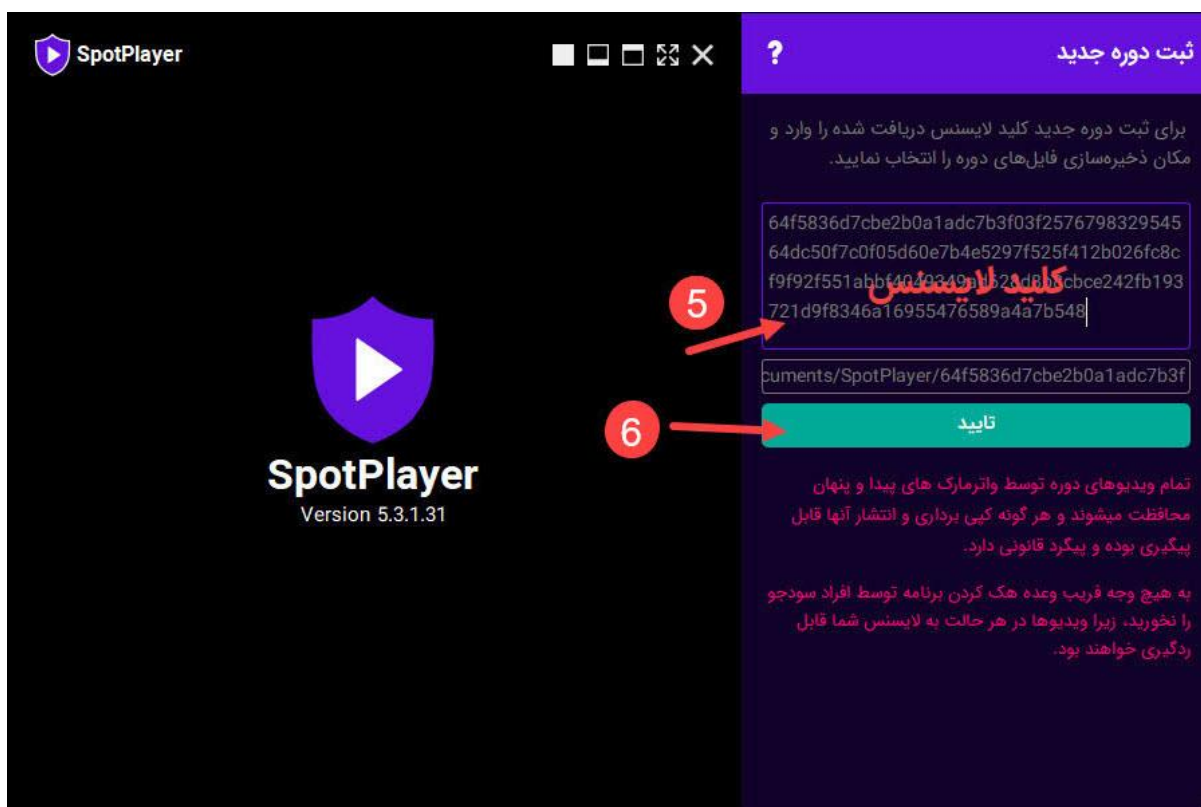 SpotPlayer
?
ثبت دوره جدید
برای ثبت دوره جدید کلید لایسنس دریافت شده را وارد و
مکان ذخیره‌سازی فایل‌های دوره را انتخاب نمایید.
64f5836d7cbe2b0a1adc7b3f03f2576798329545
64dc50f7c0f05d60e7b4e5297f525f412b026fc8c
کلید لایسنس
721d9f8346a16955476589a4a7b548
5
cuments/SpotPlayer/64f5836d7cbe2b0a1adc7b3f
6
تایید
SpotPlayer
Version 5.3.1.31
تمام ویدیوهای دوره توسط واترمارک های پیدا و پنهان
محافظت میشوند و هر گونه کپی برداری و انتشار آنها قابل
پیگیری بوده و پیگرد قانونی دارد.
به هیچ وجه فریب وعده هک کردن برنامه توسط افراد سودجو
را نخورید، زیرا ویدیوها در هر حالت به لایسنس شما قابل
ردگیری خواهند بود.